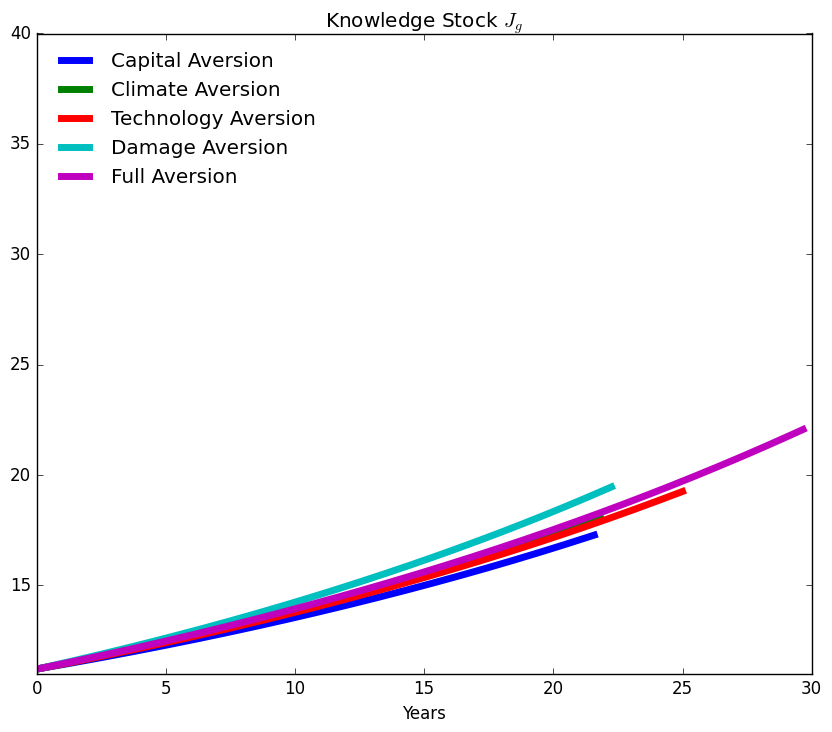 Knowledge Stock J_g
40
35
30
25
20
15
Capital Aversion
Climate Aversion
Technology Aversion
Damage Aversion
Full Aversion
0 5 10 15 20 25 30
Years